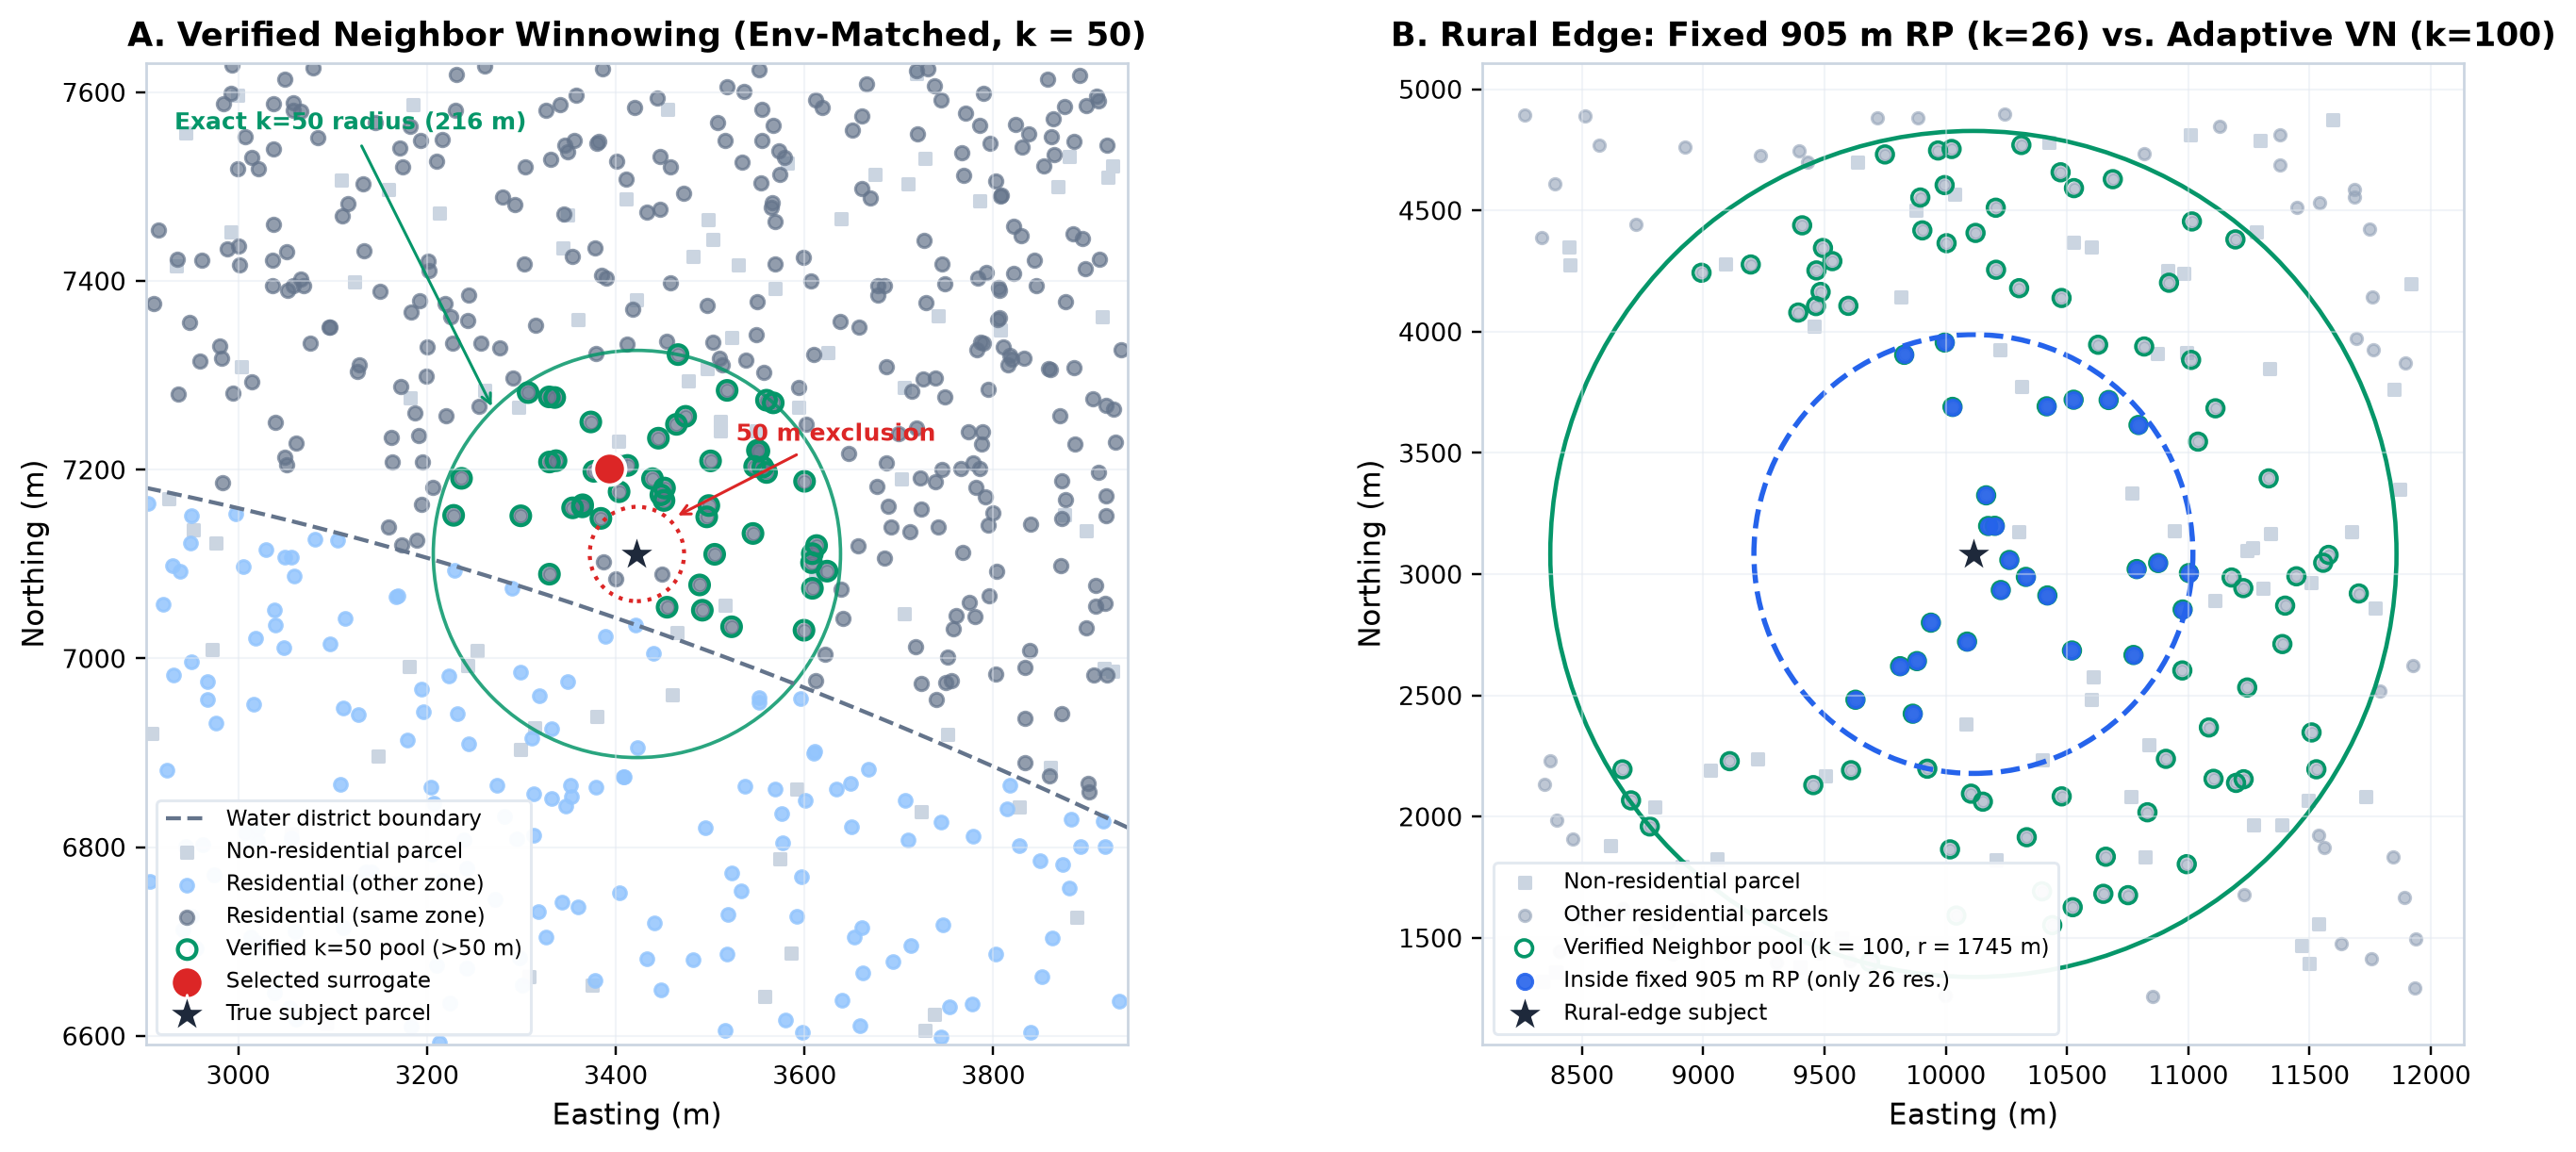 A. Verified Neighbor Winnowing (Env-Matched, k = 50)
7600
7400
7200
7000
6800
6600
Northing (m)
Exact k=50 radius (216 m)
50 m exclusion
Water district boundary
Non-residential parcel
Residential (other zone)
Residential (same zone)
Verified k=50 pool (>50 m)
Selected surrogate
True subject parcel
3000 3200 3400 3600 3800
Easting (m)
B. Rural Edge: Fixed 905 m RP (k=26) vs. Adaptive VN (k=100)
5000
4500
4000
3500
3000
2500
2000
1500
Northing (m)
Non-residential parcel
Other residential parcels
Verified Neighbor pool (k = 100, r = 1745 m)
Inside fixed 905 m RP (only 26 res.)
Rural-edge subject
8500 9000 9500 10000 10500 11000 11500 12000
Easting (m)